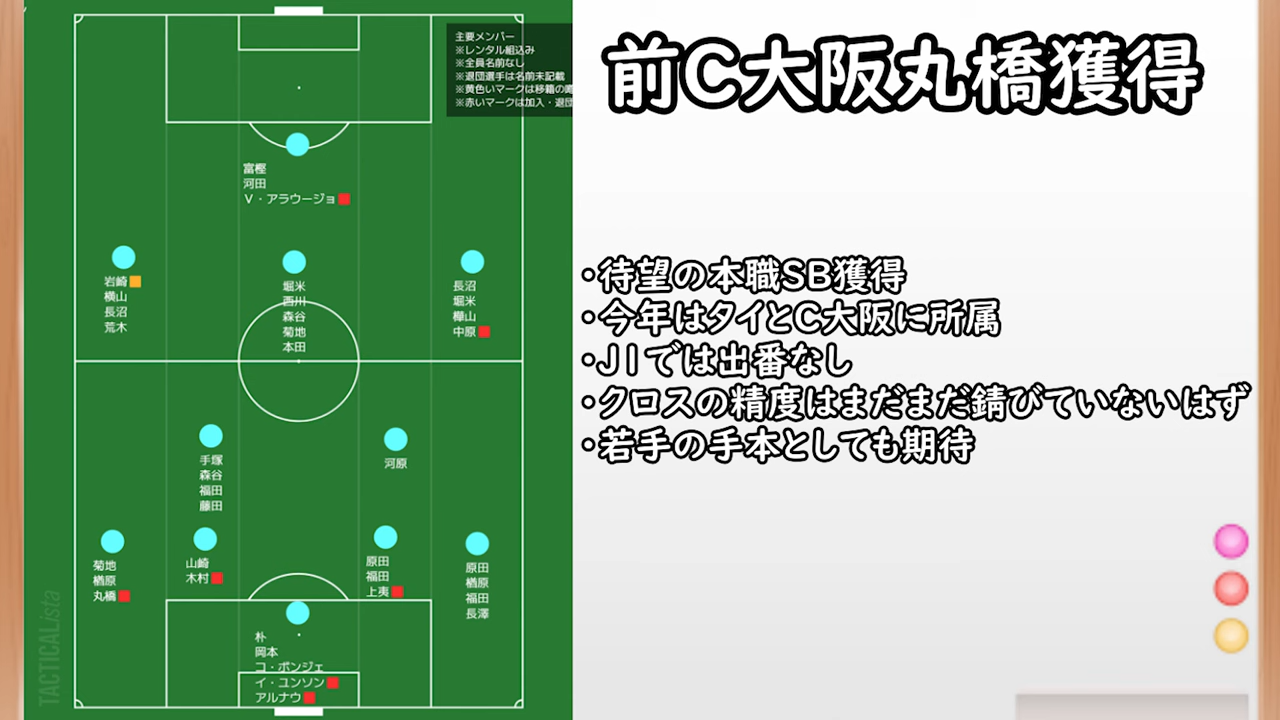 主要メンバー
※レンタル組込み
※全員名前なし
※退団選手は名前未記載
※黄色いマークは移籍の噂
※赤いマークは加入・退団
前C大阪丸橋獲得
富樫
河田
V・アラウージョ
岩崎
横山
長沼
荒木
堀米
西川
森谷
菊地
本田
長沼
堀米
樺山
中原
・待望の本職SB獲得
・今年はタイとC大阪に所属
・J1では出番なし
・クロスの精度はまだまだ錆びていないはず
・若手の手本としても期待
手塚
森谷
福田
藤田
河原
菊地
楢原
丸橋
山崎
木村
原田
福田
上夷
原田
楢原
福田
長澤
朴
岡本
コ・ボンジェ
イ・ユンソン
アルナウ
TACTICALista